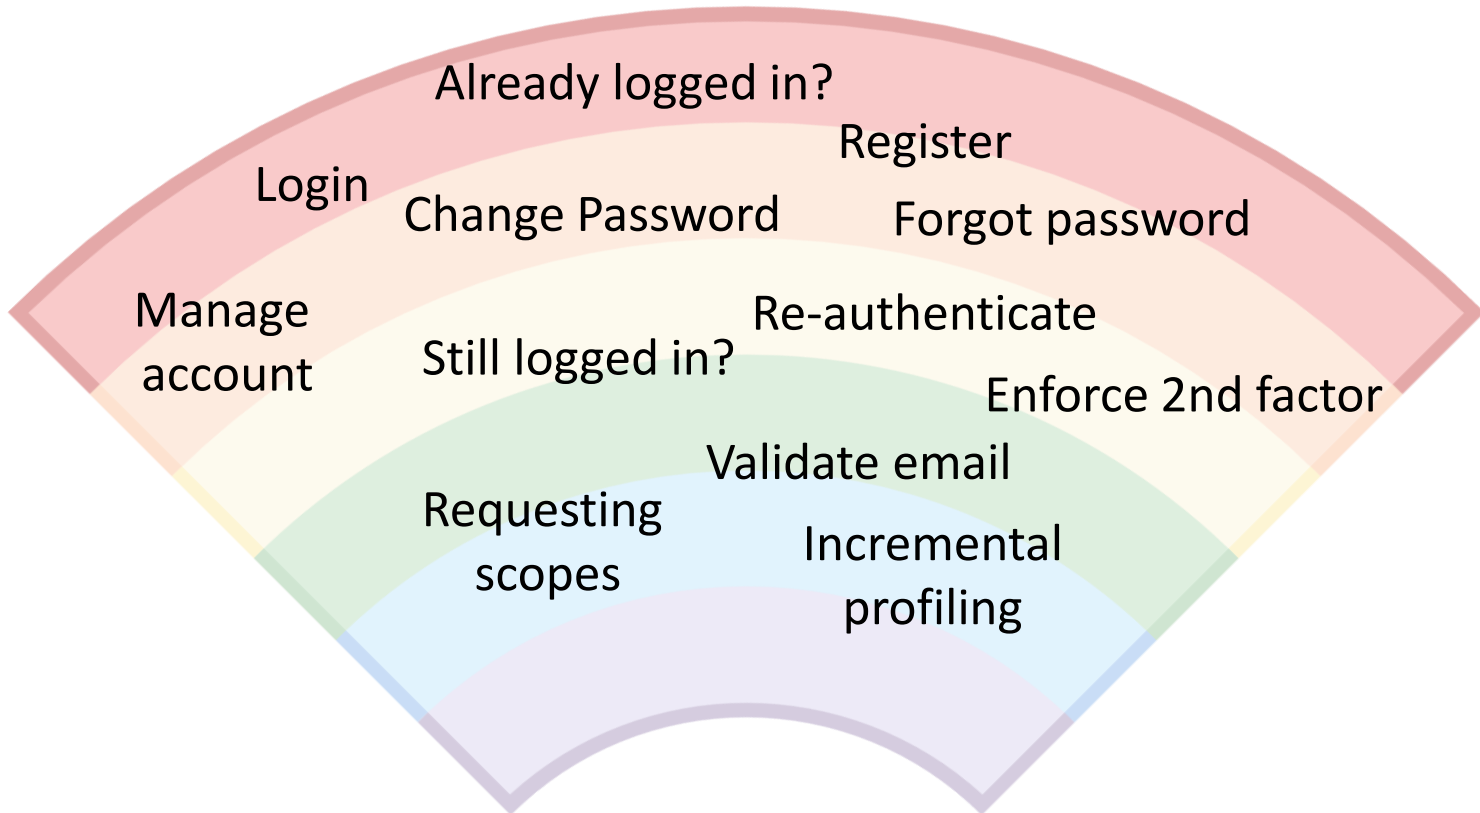 Already logged in?
Register
Login
Change Password
Forgot password
Manage
account
Re-authenticate
Still logged in?
Enforce 2nd factor
Validate email
Requesting
scopes
Incremental
profiling